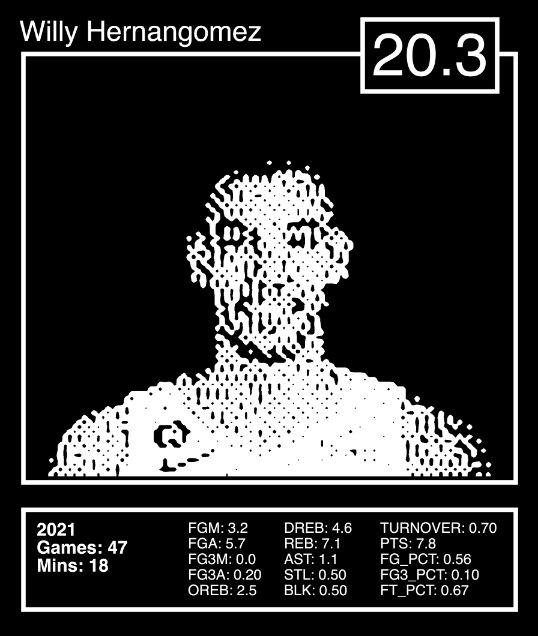 Willy Hernangomez
20.3
2021
Games: 47
Mins: 18
FGM: 3.2
FGA: 5.7
FG3M: 0.0
FG3A: 0.20
OREB: 2.5
DREB: 4.6
REB: 7.1
AST: 1.1
STL: 0.50
BLK: 0.50
TURNOVER: 0.70
PTS: 7.8
FG_PCT: 0.56
FG3_PCT: 0.10
FT_PCT: 0.67